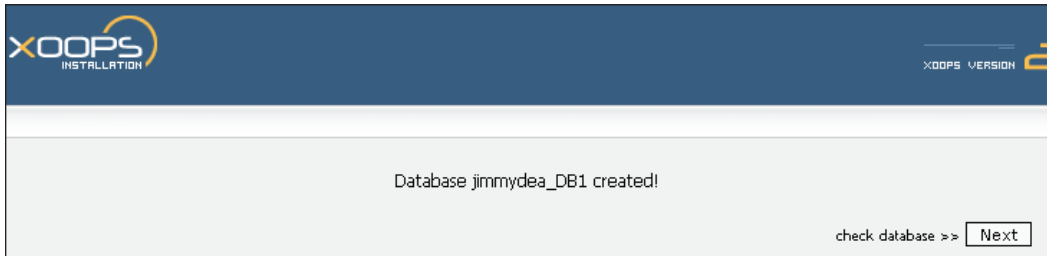 XOOPS
INSTALLATION
XOOPS VERSION
Database jimmydea_DB1 created!
check database >> Next